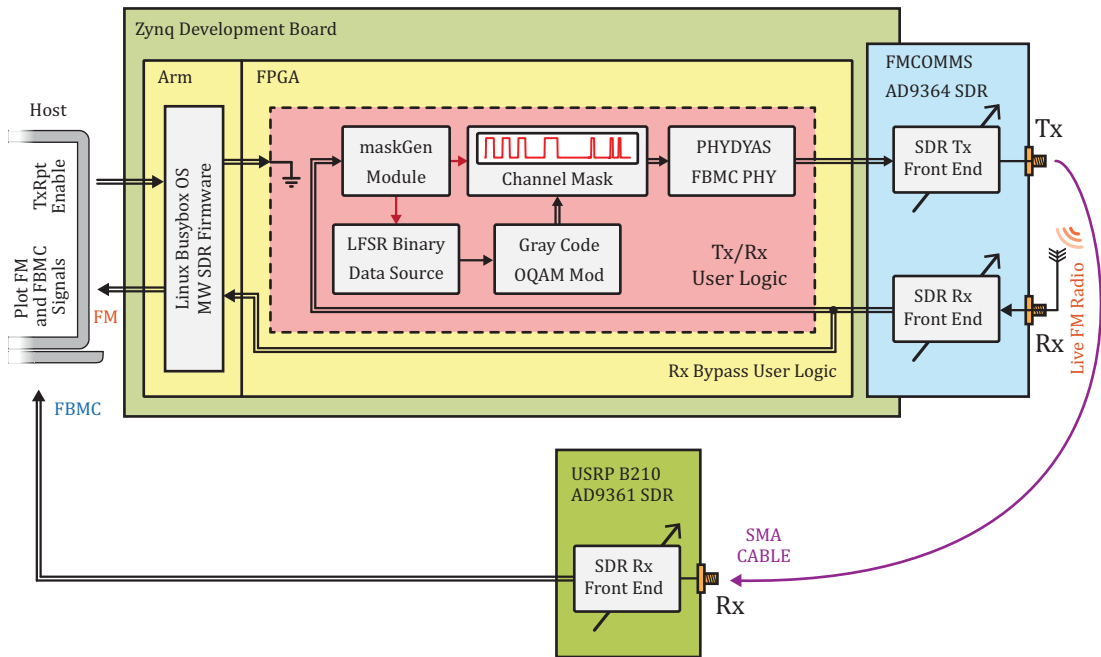 Zynq Development Board
Arm
FPGA
FMCOMMS
AD9364 SDR
Host
TxRpt
Enable
Plot FM
and FBMC
Signals
FM
FBMC
Linux Busybox OS
MW SDR Firmware
maskGen
Module
Channel Mask
PHYDYAS
FBMC PHY
LFSR Binary
Data Source
Gray Code
OQAM Mod
Tx/Rx
User Logic
Rx Bypass User Logic
SDR Tx
Front End
Tx
SDR Rx
Front End
Rx
Live FM Radio
USRP B210
AD9361 SDR
SDR Rx
Front End
Rx
SMA
CABLE